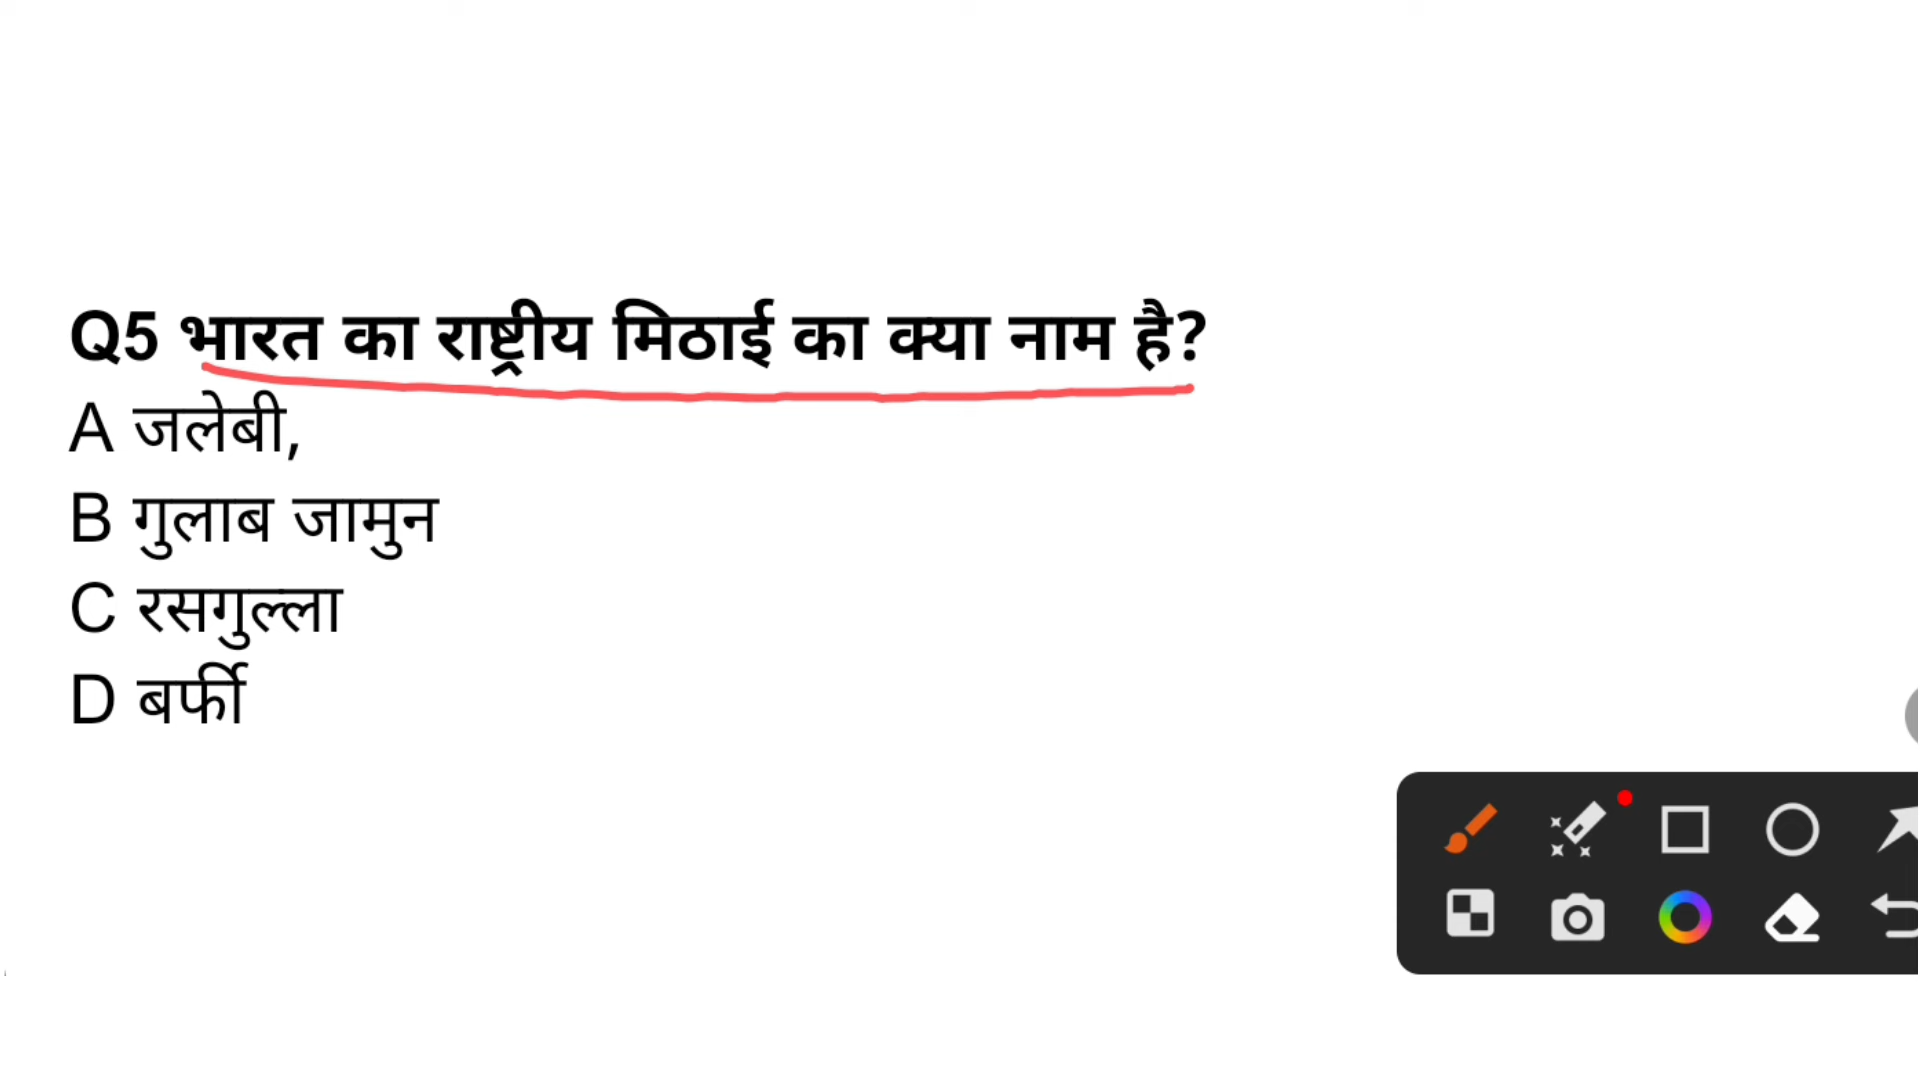 Q5 भारत का राष्ट्रीय मिठाई का क्या नाम है?
A जलेबी,
B गुलाब जामुन
C रसगुल्ला
D बर्फी